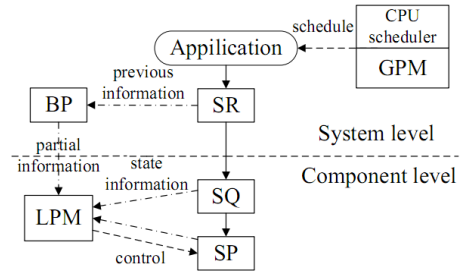 schedule
CPU
scheduler
GPM
Appilication
previous
information
BP
SR
partial
information
System level
Component level
state
information
LPM
SQ
control
SP